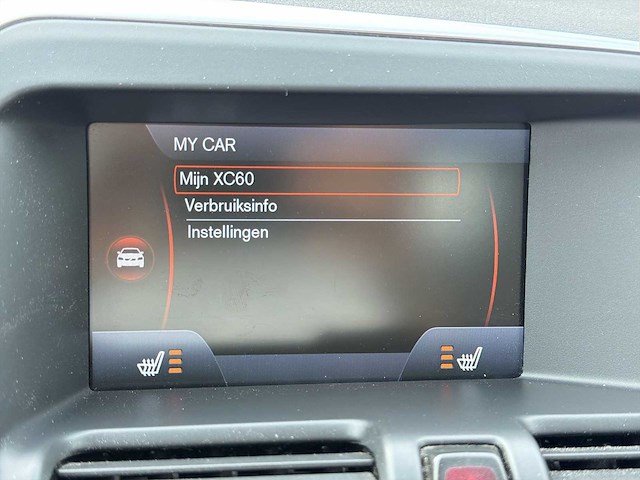 MY CAR
Mijn XC60
Verbruiksinfo
Instellingen